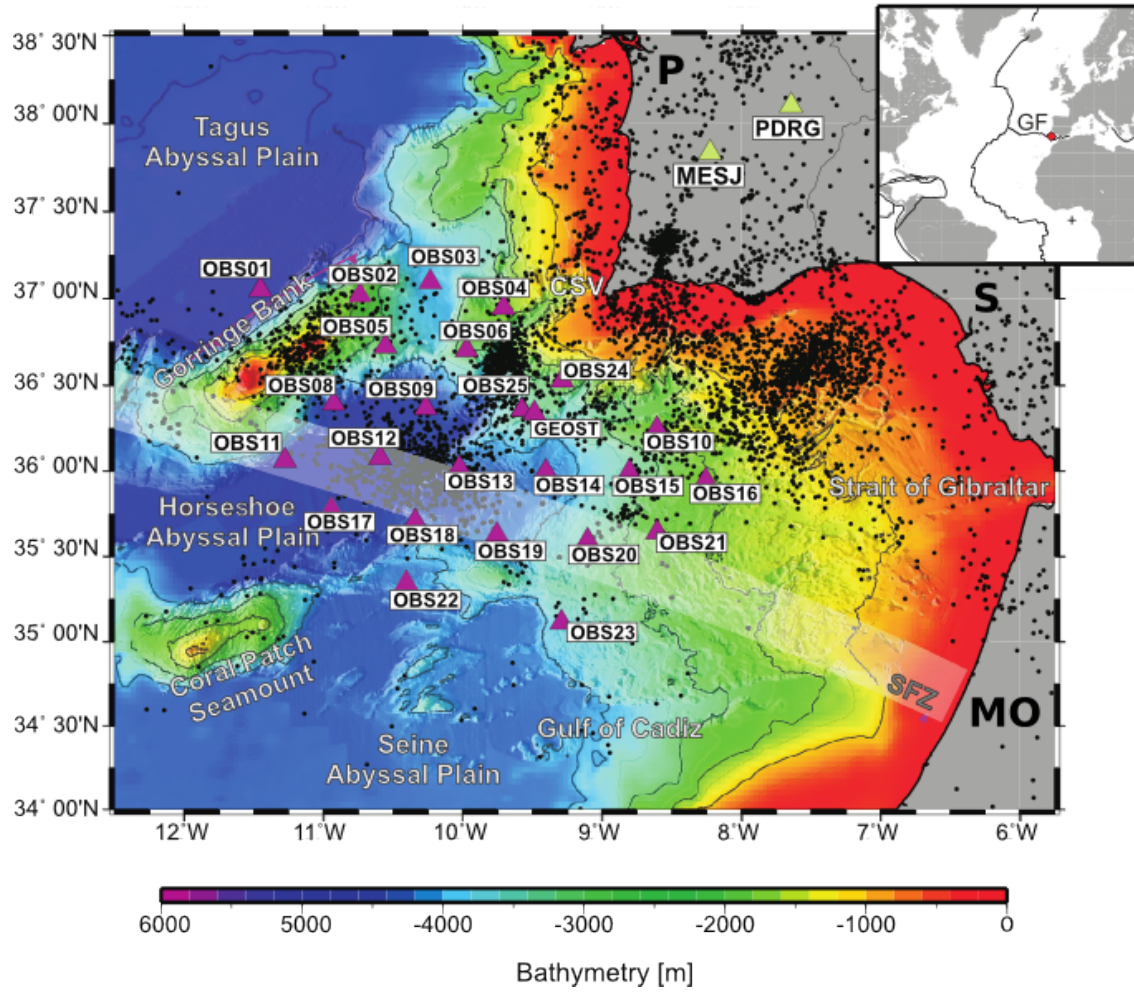 38˚ 30'N
38˚ 00'N
37˚ 30'N
37˚ 00'N
36˚ 30'N
36˚ 00'N
35˚ 30'N
35˚ 00'N
34˚ 30'N
34˚ 00'N
12˚W
11˚W
10˚W
9˚W
8˚W
7˚W
6˚W
P
S
MO
GF
PDRG
MESJ
Tagus
Abyssal Plain
OBS01
OBS02
OBS03
OBS04
CSV
Gorringe Bank
OBS05
OBS06
OBS08
OBS09
OBS25
OBS24
GEOST
OBS10
OBS11
OBS12
OBS13
OBS14
OBS15
OBS16
Strait of Gibraltar
Horseshoe
Abyssal Plain
OBS17
OBS18
OBS19
OBS20
OBS21
OBS22
OBS23
Coral Patch
Seamount
SFZ
Gulf of Cadiz
Seine
Abyssal Plain
6000
5000
-4000
-3000
-2000
-1000
0
Bathymetry [m]